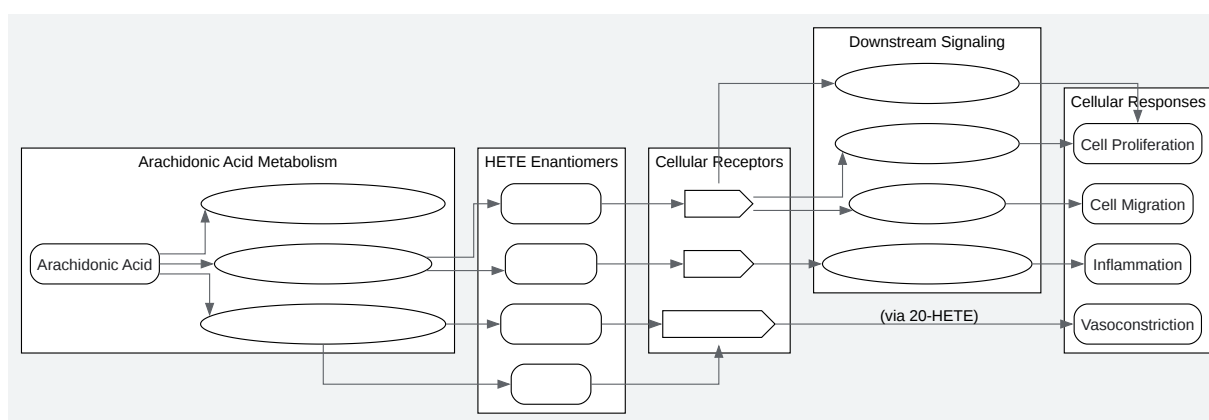 Downstream Signaling
Cellular Responses
Cell Proliferation
Arachidonic Acid Metabolism
HETE Enantiomers
Cellular Receptors
Cell Migration
Arachidonic Acid
Inflammation
(via 20-HETE)
Vasoconstriction